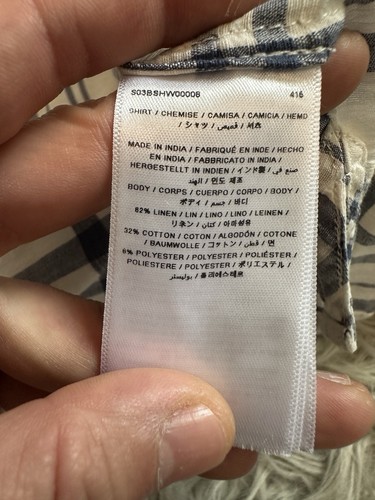 S03BSHW00008 416
SHIRT / CHEMISE / CAMISA / CAMICIA / HEMD
/ シャツ / قميص / 셔츠
MADE IN INDIA / FABRIQUÉ EN INDE / HECHO
EN INDIA / FABBRICATO IN INDIA /
HERGESTELLT IN INDIEN / インド製 / صنع في
الهند / 인도 제조
BODY / CORPS / CUERPO / CORPO / BODY /
ボディ / جسم / 바디
62% LINEN / LIN / LINO / LINO / LEINEN /
リネン / كتان / 아마섬유
32% COTTON / COTON / ALGODÓN / COTONE
/ BAUMWOLLE / コットン / قطن / 면
6% POLYESTER / POLYESTER / POLIÉSTER /
POLIESTERE / POLYESTER / ポリエステル /
بوليستر / 폴리에스테르